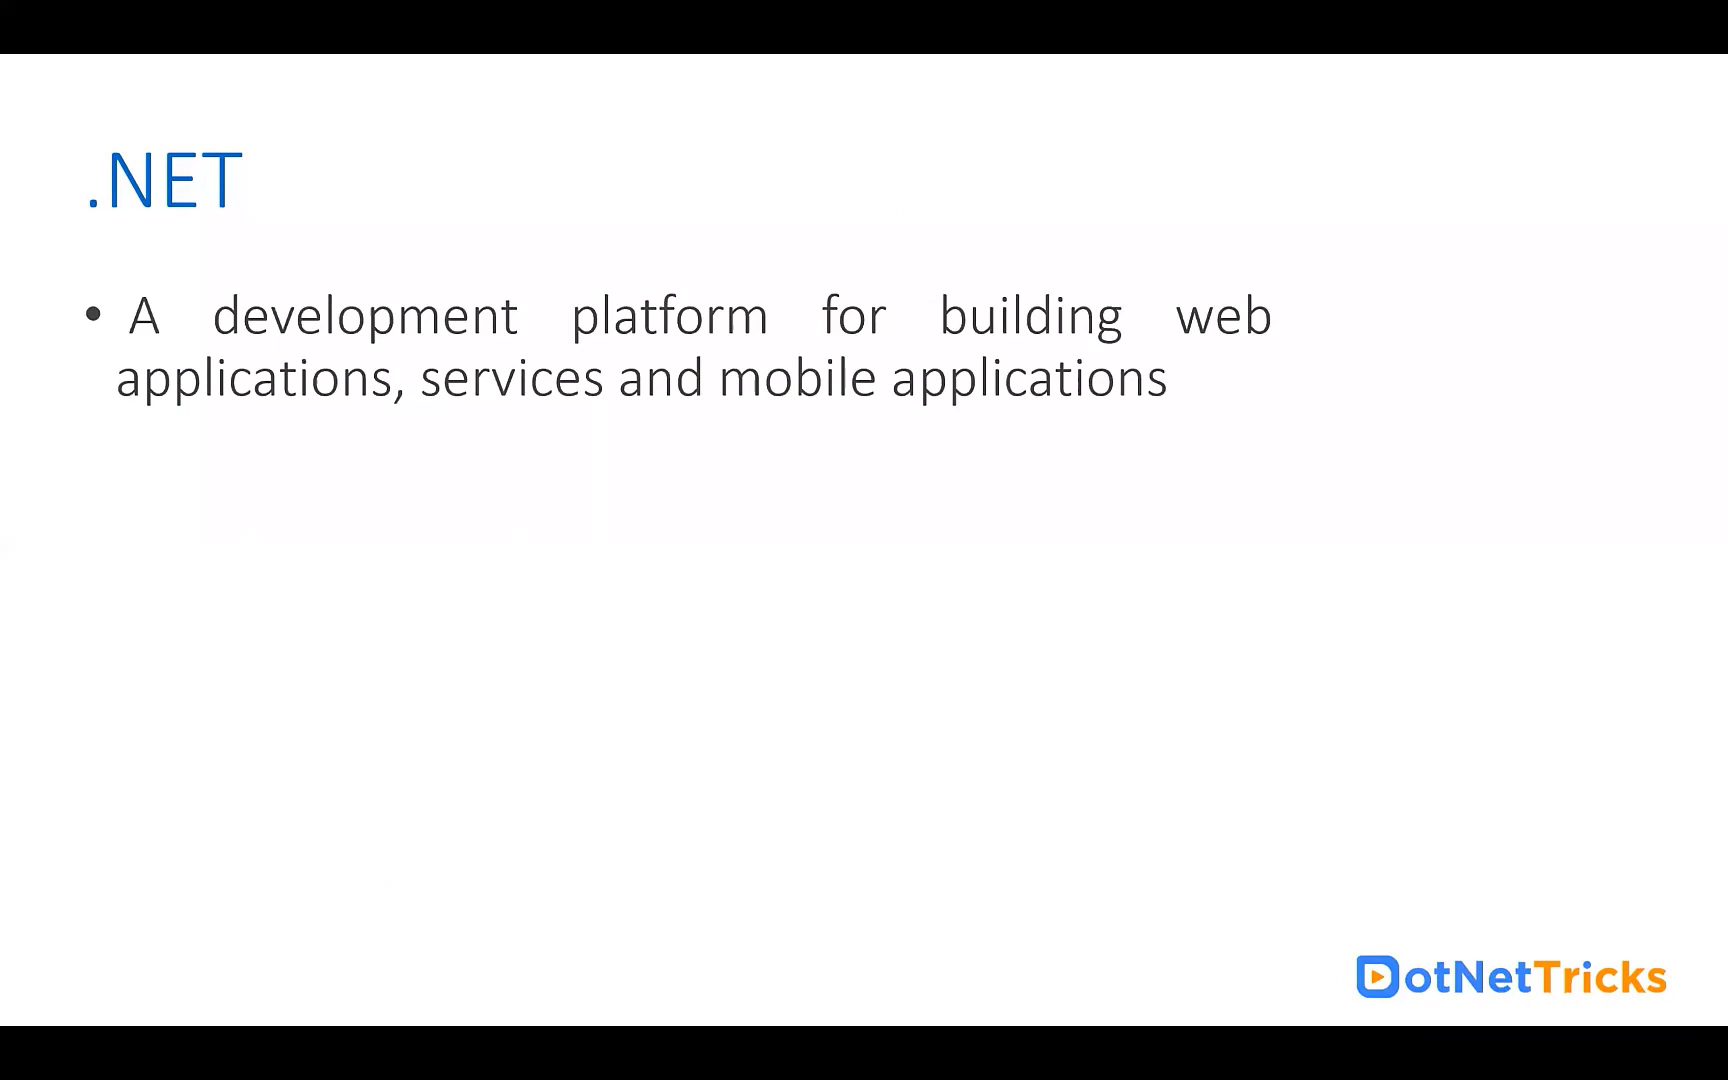 .NET
• A development platform for building web
applications, services and mobile applications
DotNetTricks